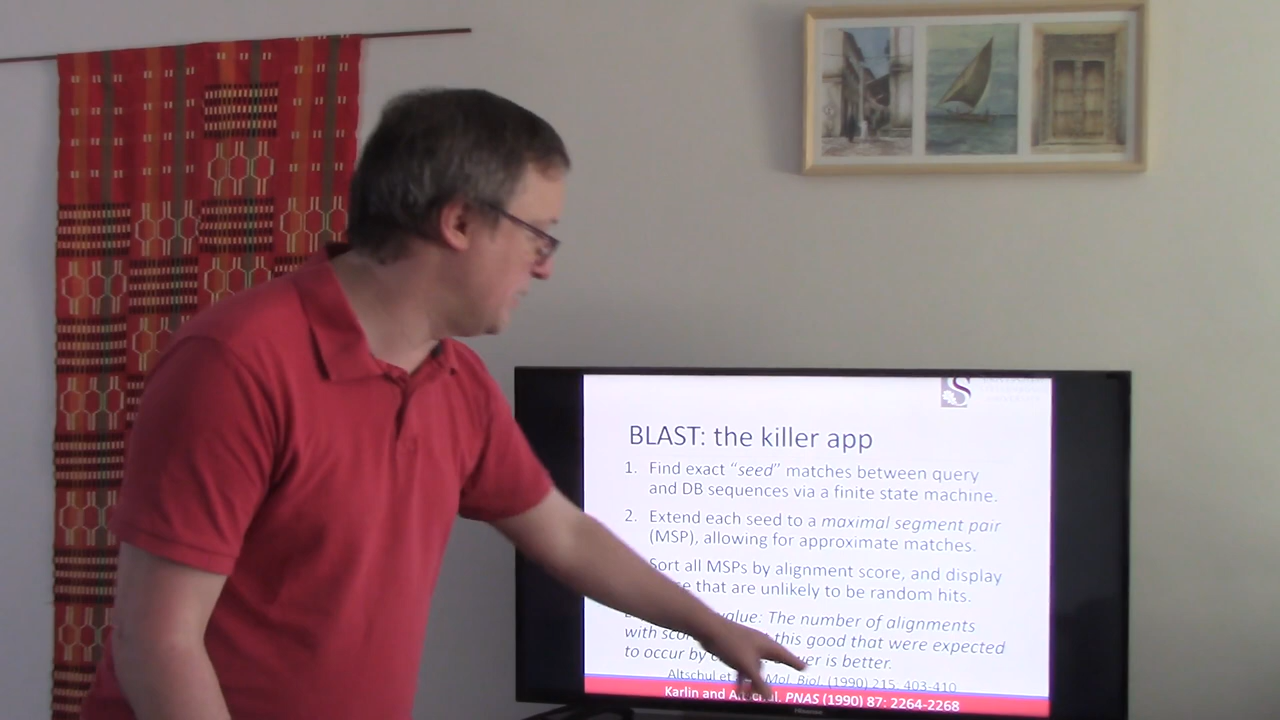 BLAST: the killer app
1. Find exact “seed” matches between query
and DB sequences via a finite state machine.
2. Extend each seed to a maximal segment pair
(MSP), allowing for approximate matches.
Sort all MSPs by alignment score, and display
that are unlikely to be random hits.
value: The number of alignments
with this good that were expected
to occur by is better.
Altschul et Mol. Biol. (1990) 215, 403-410
Karlin and Altschul. PNAS (1990) 87: 2264-2268
Hisense